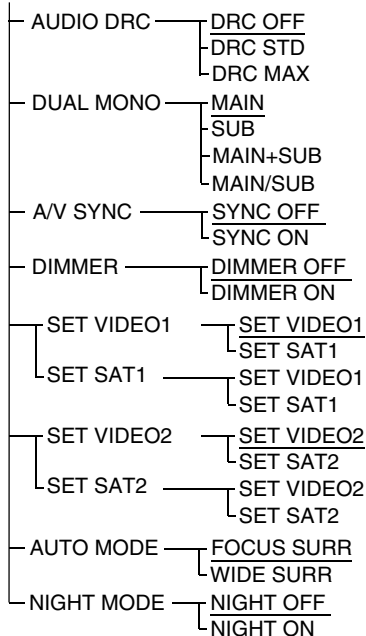 AUDIO DRC DRC OFF
DRC STD
DRC MAX
DUAL MONO MAIN
SUB
MAIN+SUB
MAIN/SUB
A/V SYNC SYNC OFF
SYNC ON
DIMMER DIMMER OFF
DIMMER ON
SET VIDEO1 SET VIDEO1
SET SAT1
SET SAT1 SET VIDEO1
SET SAT1
SET VIDEO2 SET VIDEO2
SET SAT2
SET SAT2 SET VIDEO2
SET SAT2
AUTO MODE FOCUS SURR
WIDE SURR
NIGHT MODE NIGHT OFF
NIGHT ON